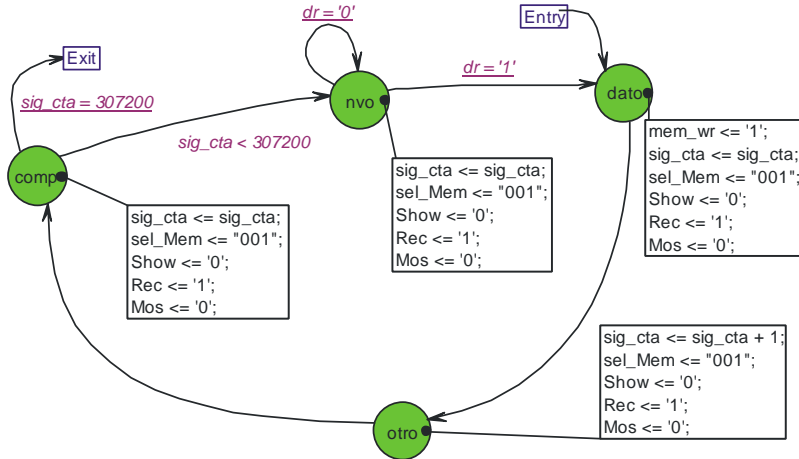 dr = '0'
Entry
Exit
dr = '1'
nvo
dato
sig_cta = 307200
sig_cta < 307200
mem_wr <= '1';
sig_cta <= sig_cta;
sel_Mem <= "001";
Show <= '0';
Rec <= '1';
Mos <= '0';
sig_cta <= sig_cta;
sel_Mem <= "001";
Show <= '0';
Rec <= '1';
Mos <= '0';
comp
sig_cta <= sig_cta;
sel_Mem <= "001";
Show <= '0';
Rec <= '1';
Mos <= '0';
sig_cta <= sig_cta + 1;
sel_Mem <= "001";
Show <= '0';
Rec <= '1';
Mos <= '0';
otro